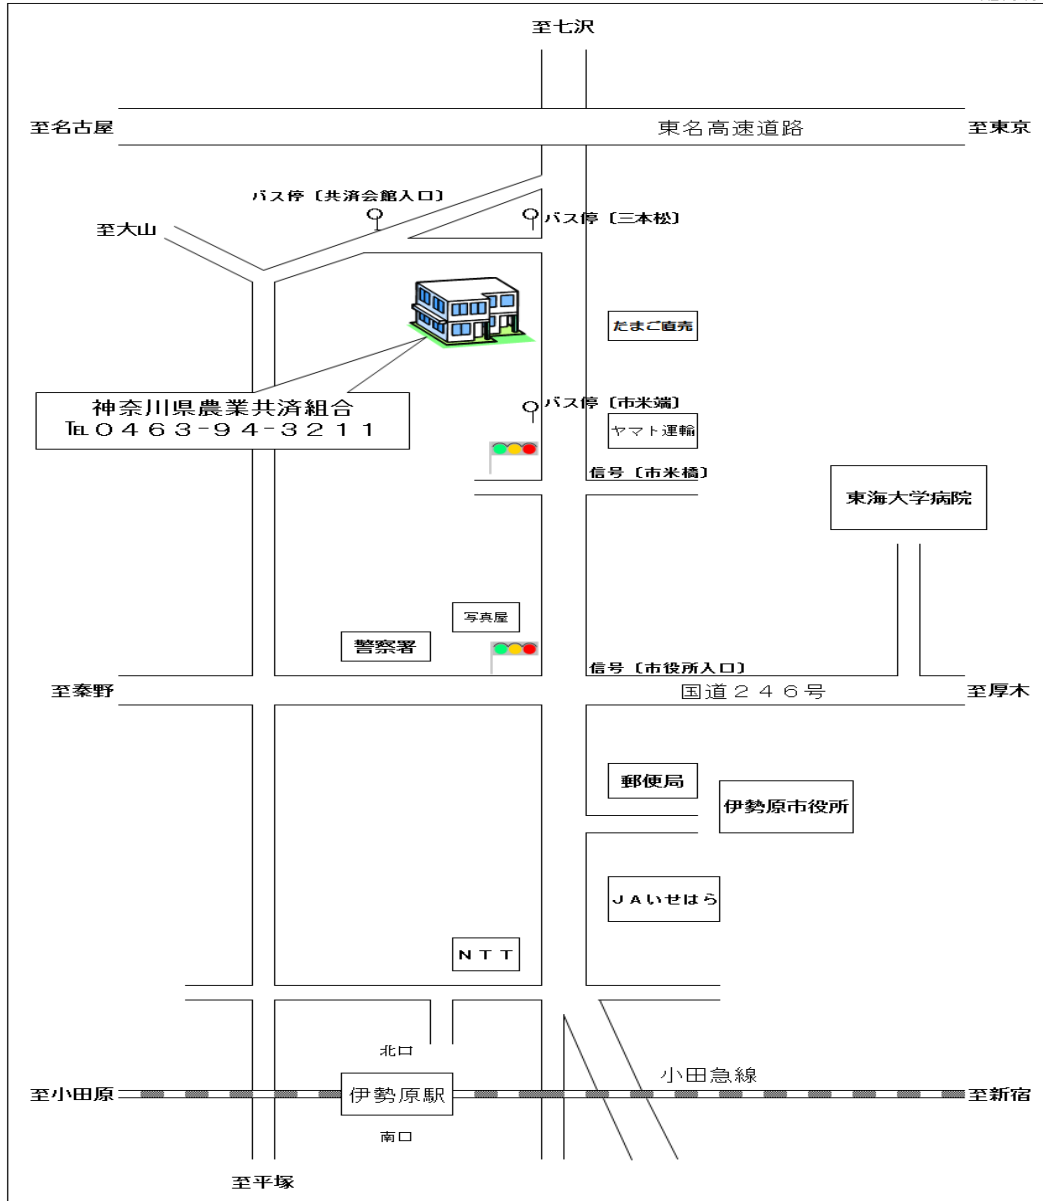 至七沢
至名古屋
東名高速道路
至東京
バス停〔共済会館入口〕
バス停〔三本松〕
至大山
たまご直売
神奈川県農業共済組合
℡０４６３-９４-３２１１
バス停〔市米端〕
ヤマト運輸
信号〔市米橋〕
東海大学病院
写真屋
警察署
信号〔市役所入口〕
至秦野
国道２４６号
至厚木
郵便局
伊勢原市役所
ＪＡいせはら
ＮＴＴ
北口
小田急線
至小田原
伊勢原駅
至新宿
南口
至平塚